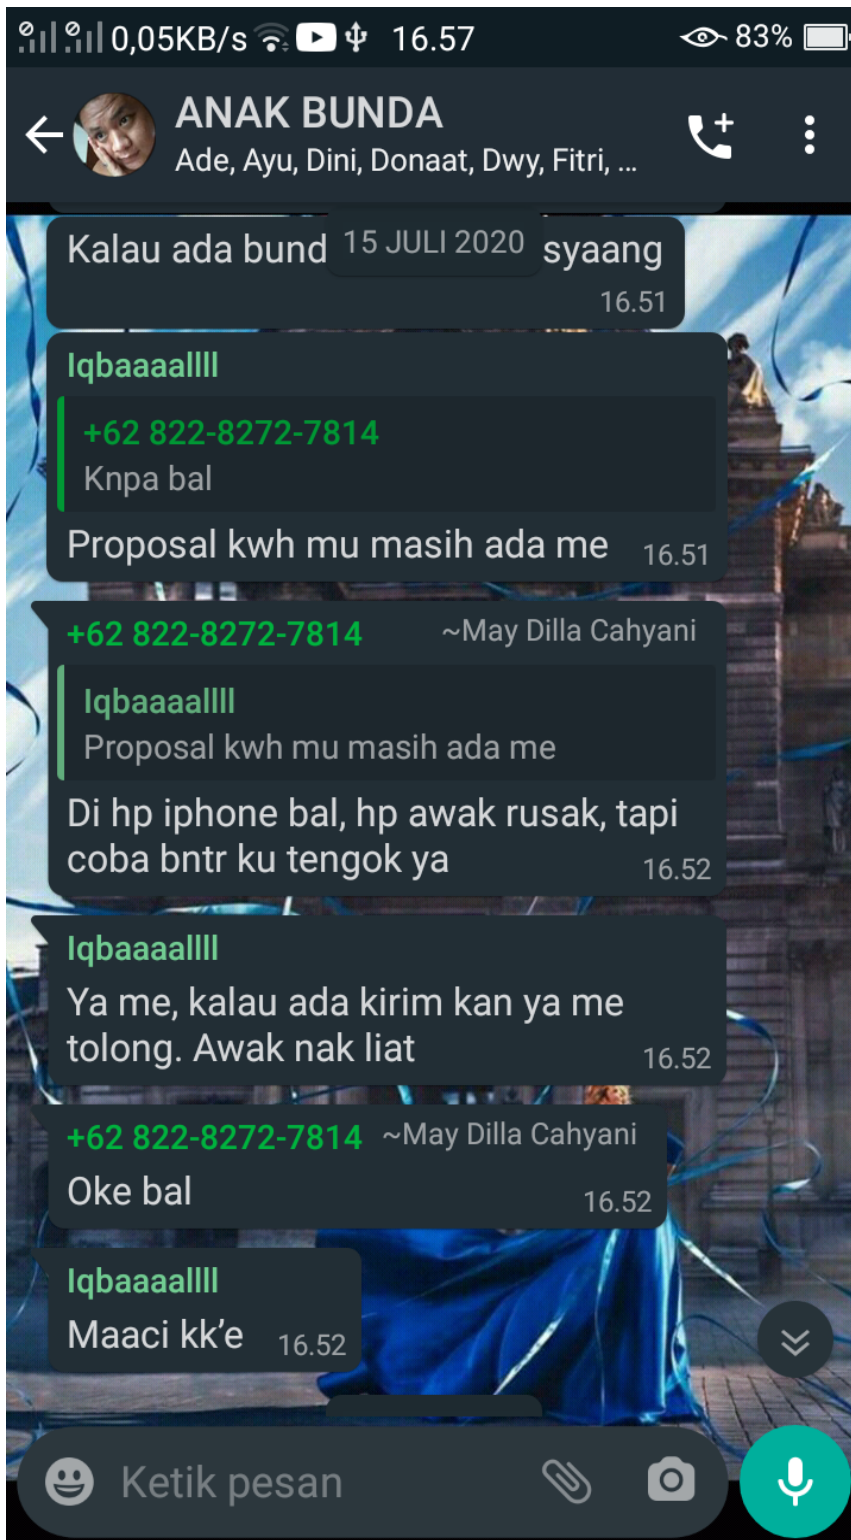 0,05KB/s 16.57 83%
ANAK BUNDA
Ade, Ayu, Dini, Donaat, Dwy, Fitri, ...
15 JULI 2020
Kalau ada bund syaang
16.51
Iqbaaaallll
+62 822-8272-7814
Knpa bal
Proposal kwh mu masih ada me 16.51
+62 822-8272-7814 ~May Dilla Cahyani
Iqbaaaallll
Proposal kwh mu masih ada me
Di hp iphone bal, hp awak rusak, tapi
coba bntr ku tengok ya 16.52
Iqbaaaallll
Ya me, kalau ada kirim kan ya me
tolong. Awak nak liat 16.52
+62 822-8272-7814 ~May Dilla Cahyani
Oke bal 16.52
Iqbaaaallll
Maaci kk'e 16.52
Ketik pesan